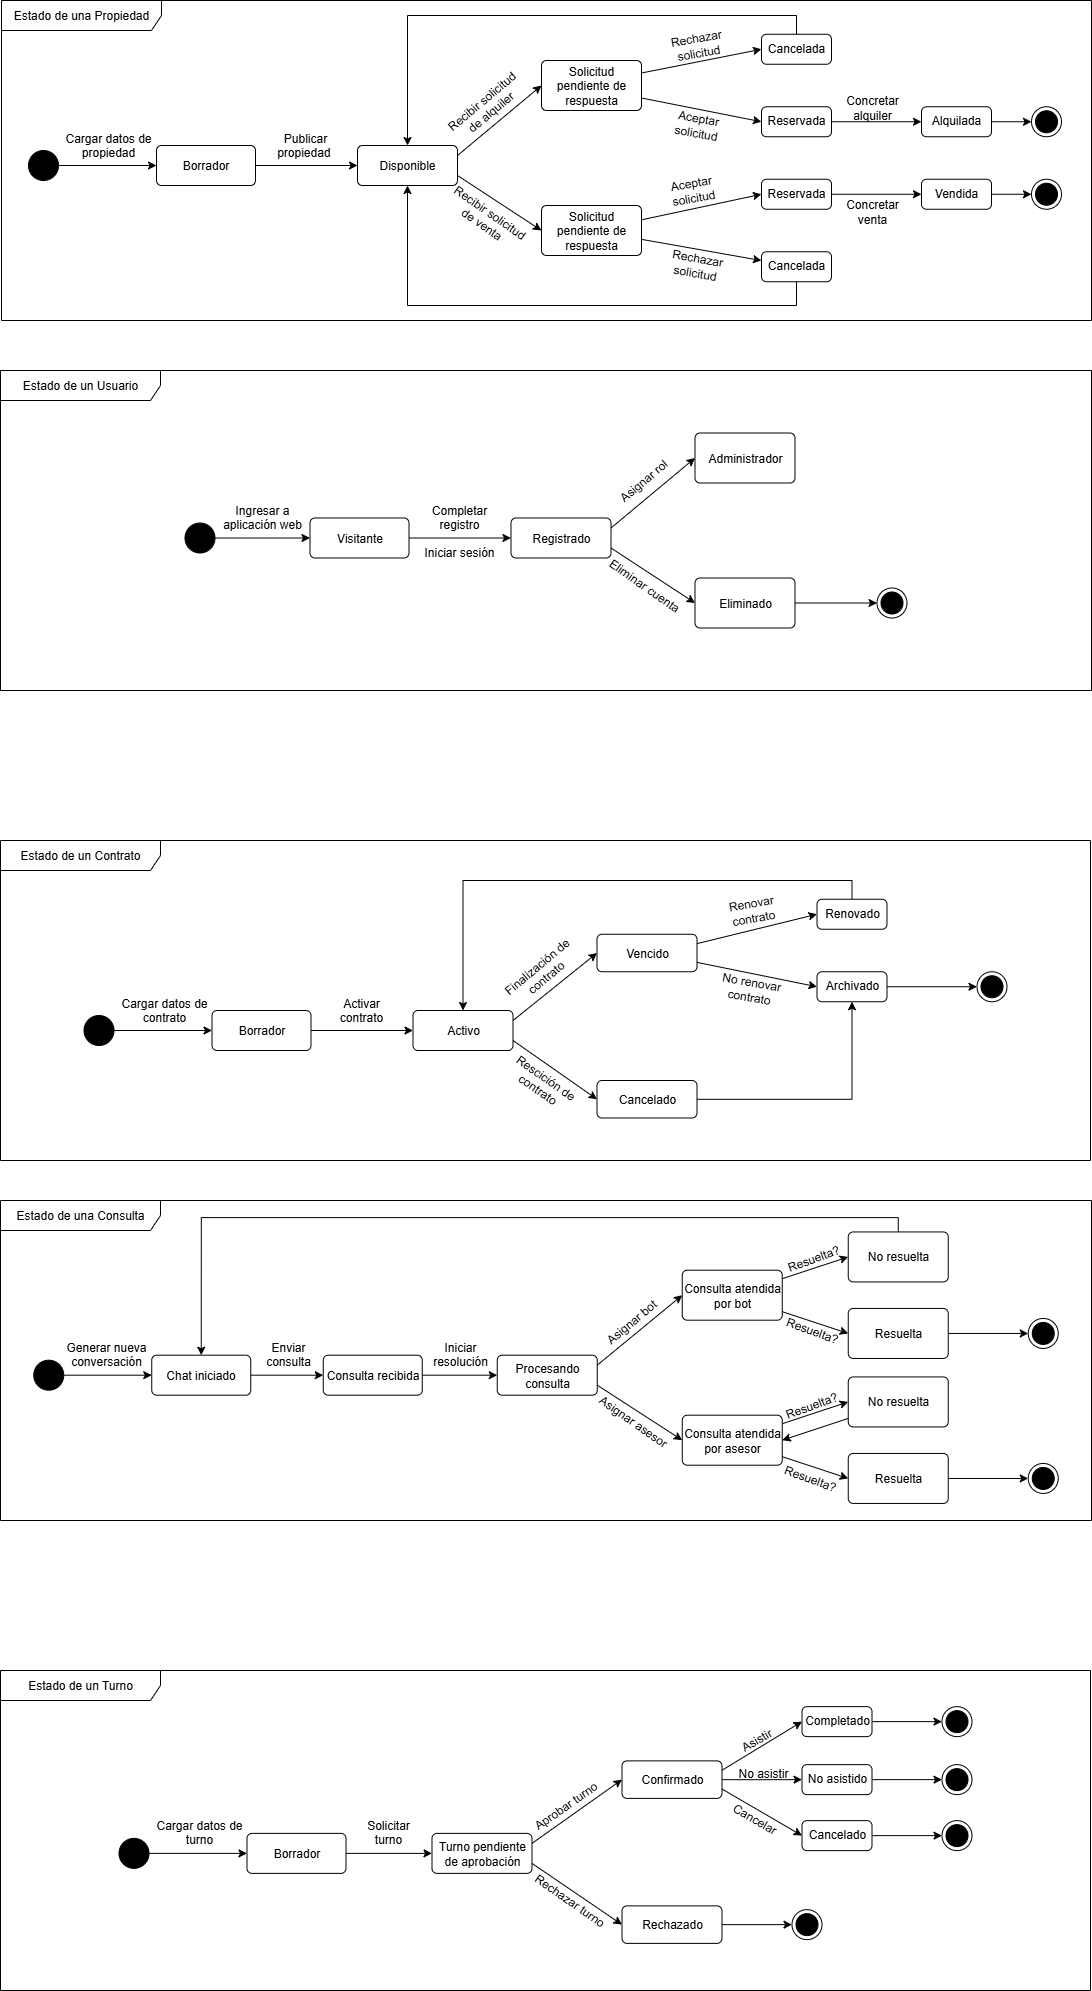 Estado de una Propiedad
Cargar datos de
propiedad
Borrador
Publicar
propiedad
Disponible
Recibir solicitud
de alquiler
Recibir solicitud
de venta
Solicitud
pendiente de
respuesta
Rechazar
solicitud
Cancelada
Aceptar
solicitud
Reservada
Concretar
alquiler
Alquilada
Solicitud
pendiente de
respuesta
Aceptar
solicitud
Reservada
Concretar
venta
Vendida
Rechazar
solicitud
Cancelada
Estado de un Usuario
Ingresar a
aplicación web
Visitante
Completar
registro
Iniciar sesión
Registrado
Asignar rol
Administrador
Eliminar cuenta
Eliminado
Estado de un Contrato
Cargar datos de
contrato
Borrador
Activar
contrato
Activo
Finalización de
contrato
Vencido
Renovar
contrato
Renovado
No renovar
contrato
Archivado
Rescición de
contrato
Cancelado
Estado de una Consulta
Generar nueva
conversación
Chat iniciado
Enviar
consulta
Consulta recibida
Iniciar
resolución
Procesando
consulta
Asignar bot
Consulta atendida
por bot
Resuelta?
No resuelta
Resuelta?
Resuelta
Asignar asesor
Consulta atendida
por asesor
Resuelta?
No resuelta
Resuelta?
Resuelta
Estado de un Turno
Cargar datos de
turno
Borrador
Solicitar
turno
Turno pendiente
de aprobación
Aprobar turno
Confirmado
Asistir
Completado
No asistir
No asistido
Cancelar
Cancelado
Rechazar turno
Rechazado